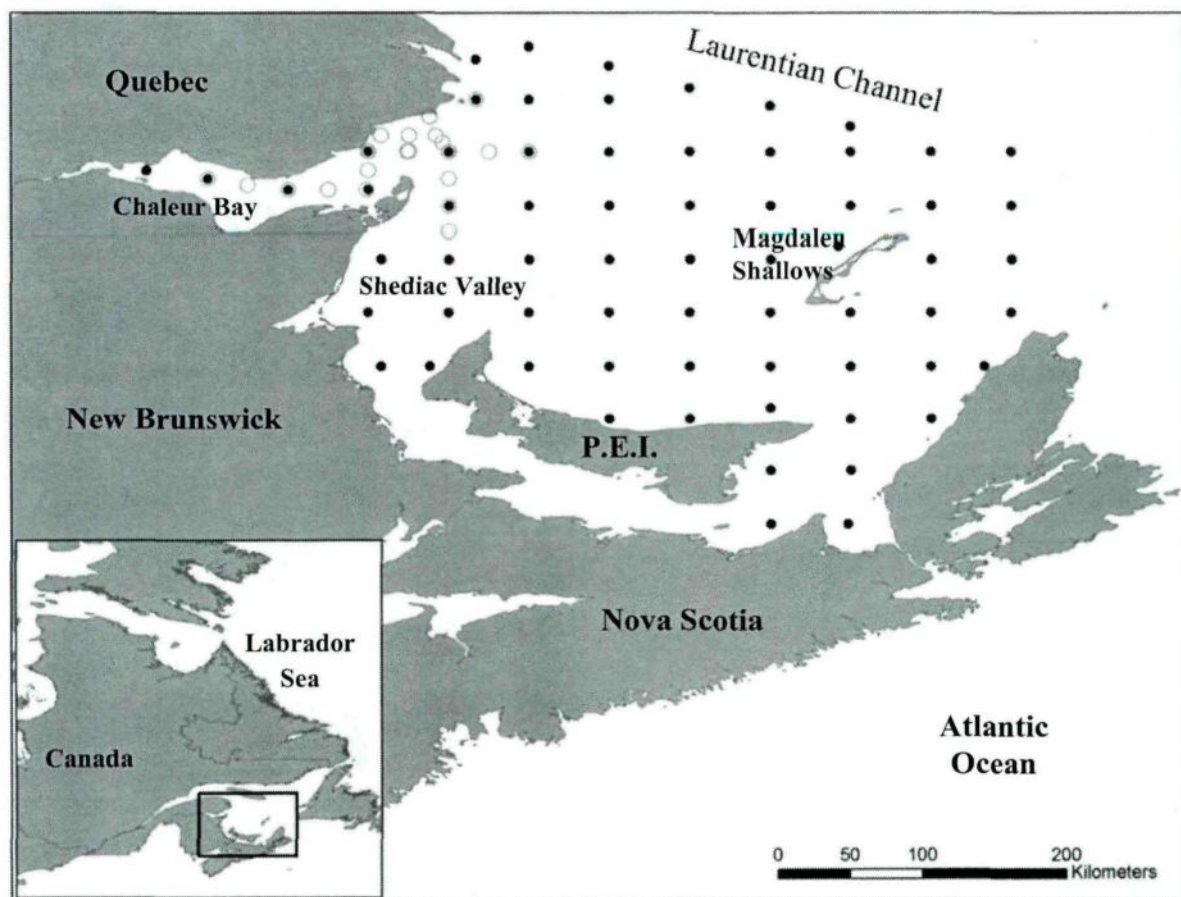 Laurentian Channel
Quebec
Chaleur Bay
Magdalen
Shallows
Shediac Valley
New Brunswick
P.E.I.
Nova Scotia
Labrador
Sea
Canada
Atlantic
Ocean
0 50 100 200
Kilometers